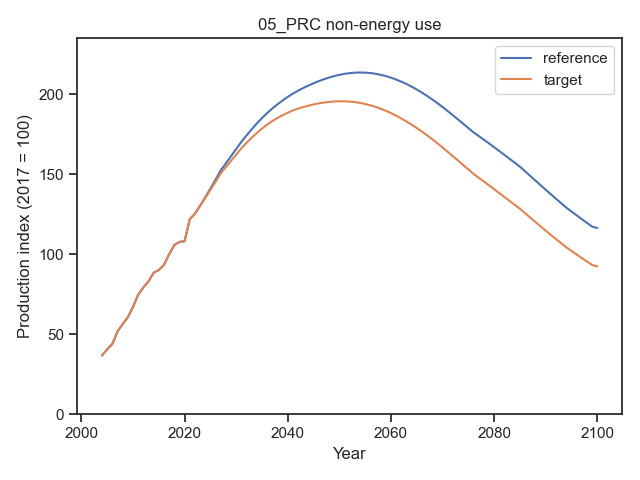 05_PRC non-energy use
reference
target
Production index (2017 = 100)
200
150
100
50
0
2000 2020 2040 2060 2080 2100
Year